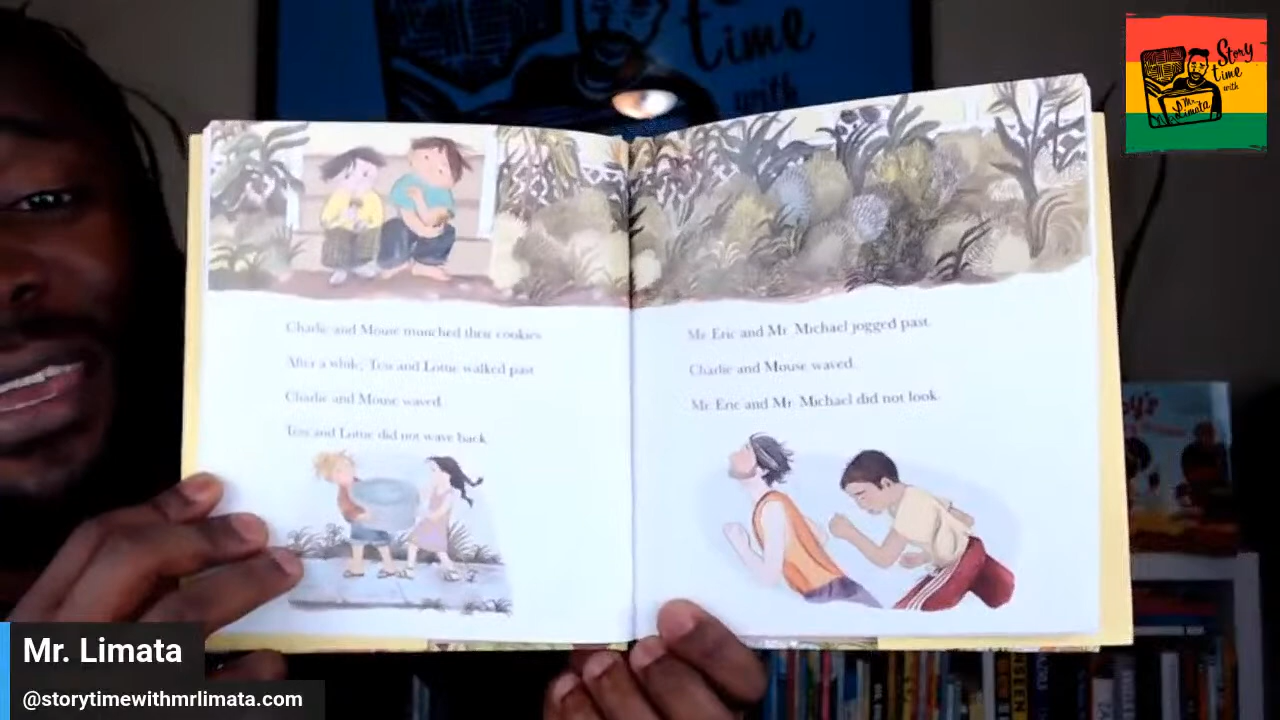 time
with
Story
time
with
Mr.
Limata
Charlie and Mouse munched their cookies.
After a while, Tess and Lottie walked past.
Charlie and Mouse waved.
Tess and Lottie did not wave back.
Mr. Eric and Mr. Michael jogged past.
Charlie and Mouse waved.
Mr. Eric and Mr. Michael did not look.
Mr. Limata
@storytimewithmrlimata.com